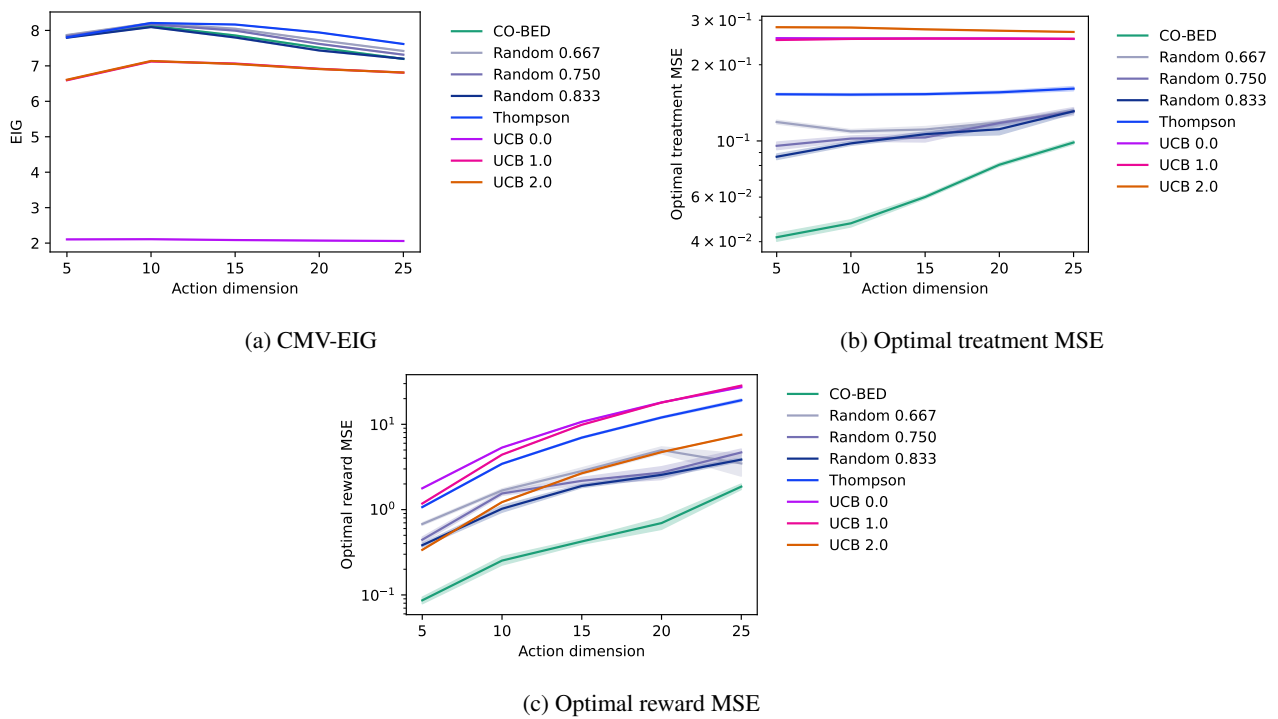 EIG
8
7
6
5
4
3
2
5 10 15 20 25
Action dimension
CO-BED
Random 0.667
Random 0.750
Random 0.833
Thompson
UCB 0.0
UCB 1.0
UCB 2.0
(a) CMV-EIG
Optimal treatment MSE
3 × 10⁻¹
2 × 10⁻¹
10⁻¹
6 × 10⁻²
4 × 10⁻²
5 10 15 20 25
Action dimension
CO-BED
Random 0.667
Random 0.750
Random 0.833
Thompson
UCB 0.0
UCB 1.0
UCB 2.0
(b) Optimal treatment MSE
Optimal reward MSE
10¹
10⁰
10⁻¹
5 10 15 20 25
Action dimension
CO-BED
Random 0.667
Random 0.750
Random 0.833
Thompson
UCB 0.0
UCB 1.0
UCB 2.0
(c) Optimal reward MSE